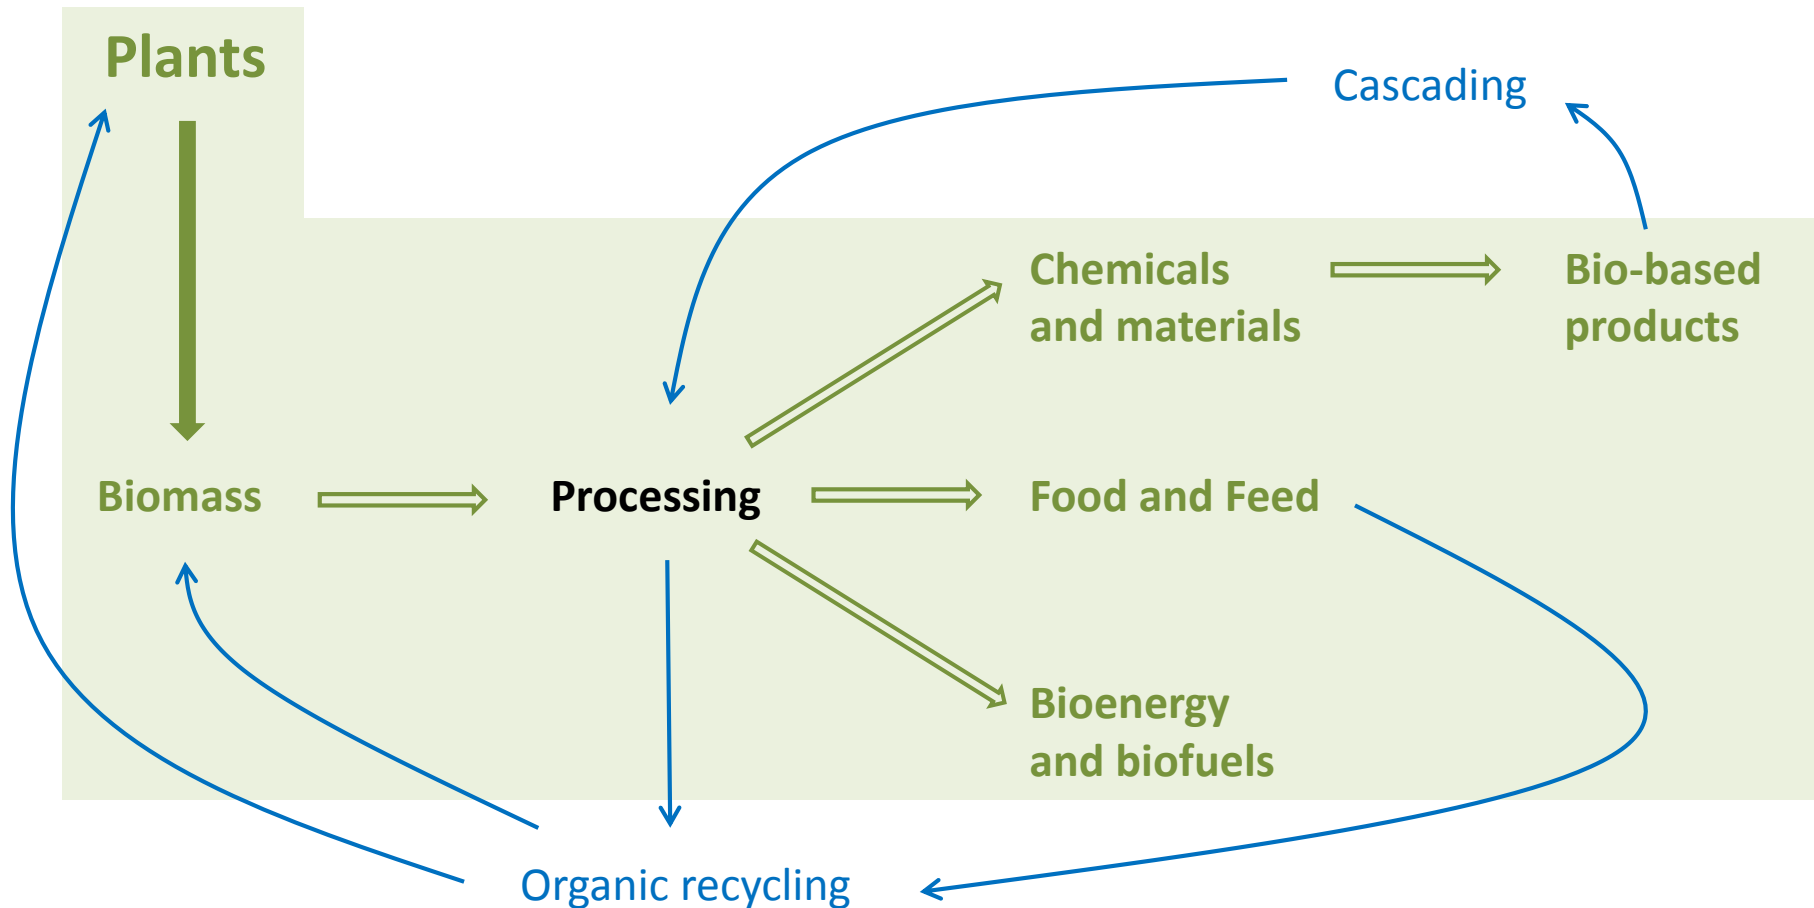 Plants
Cascading
Chemicals
and materials
Bio-based
products
Biomass
Processing
Food and Feed
Bioenergy
and biofuels
Organic recycling